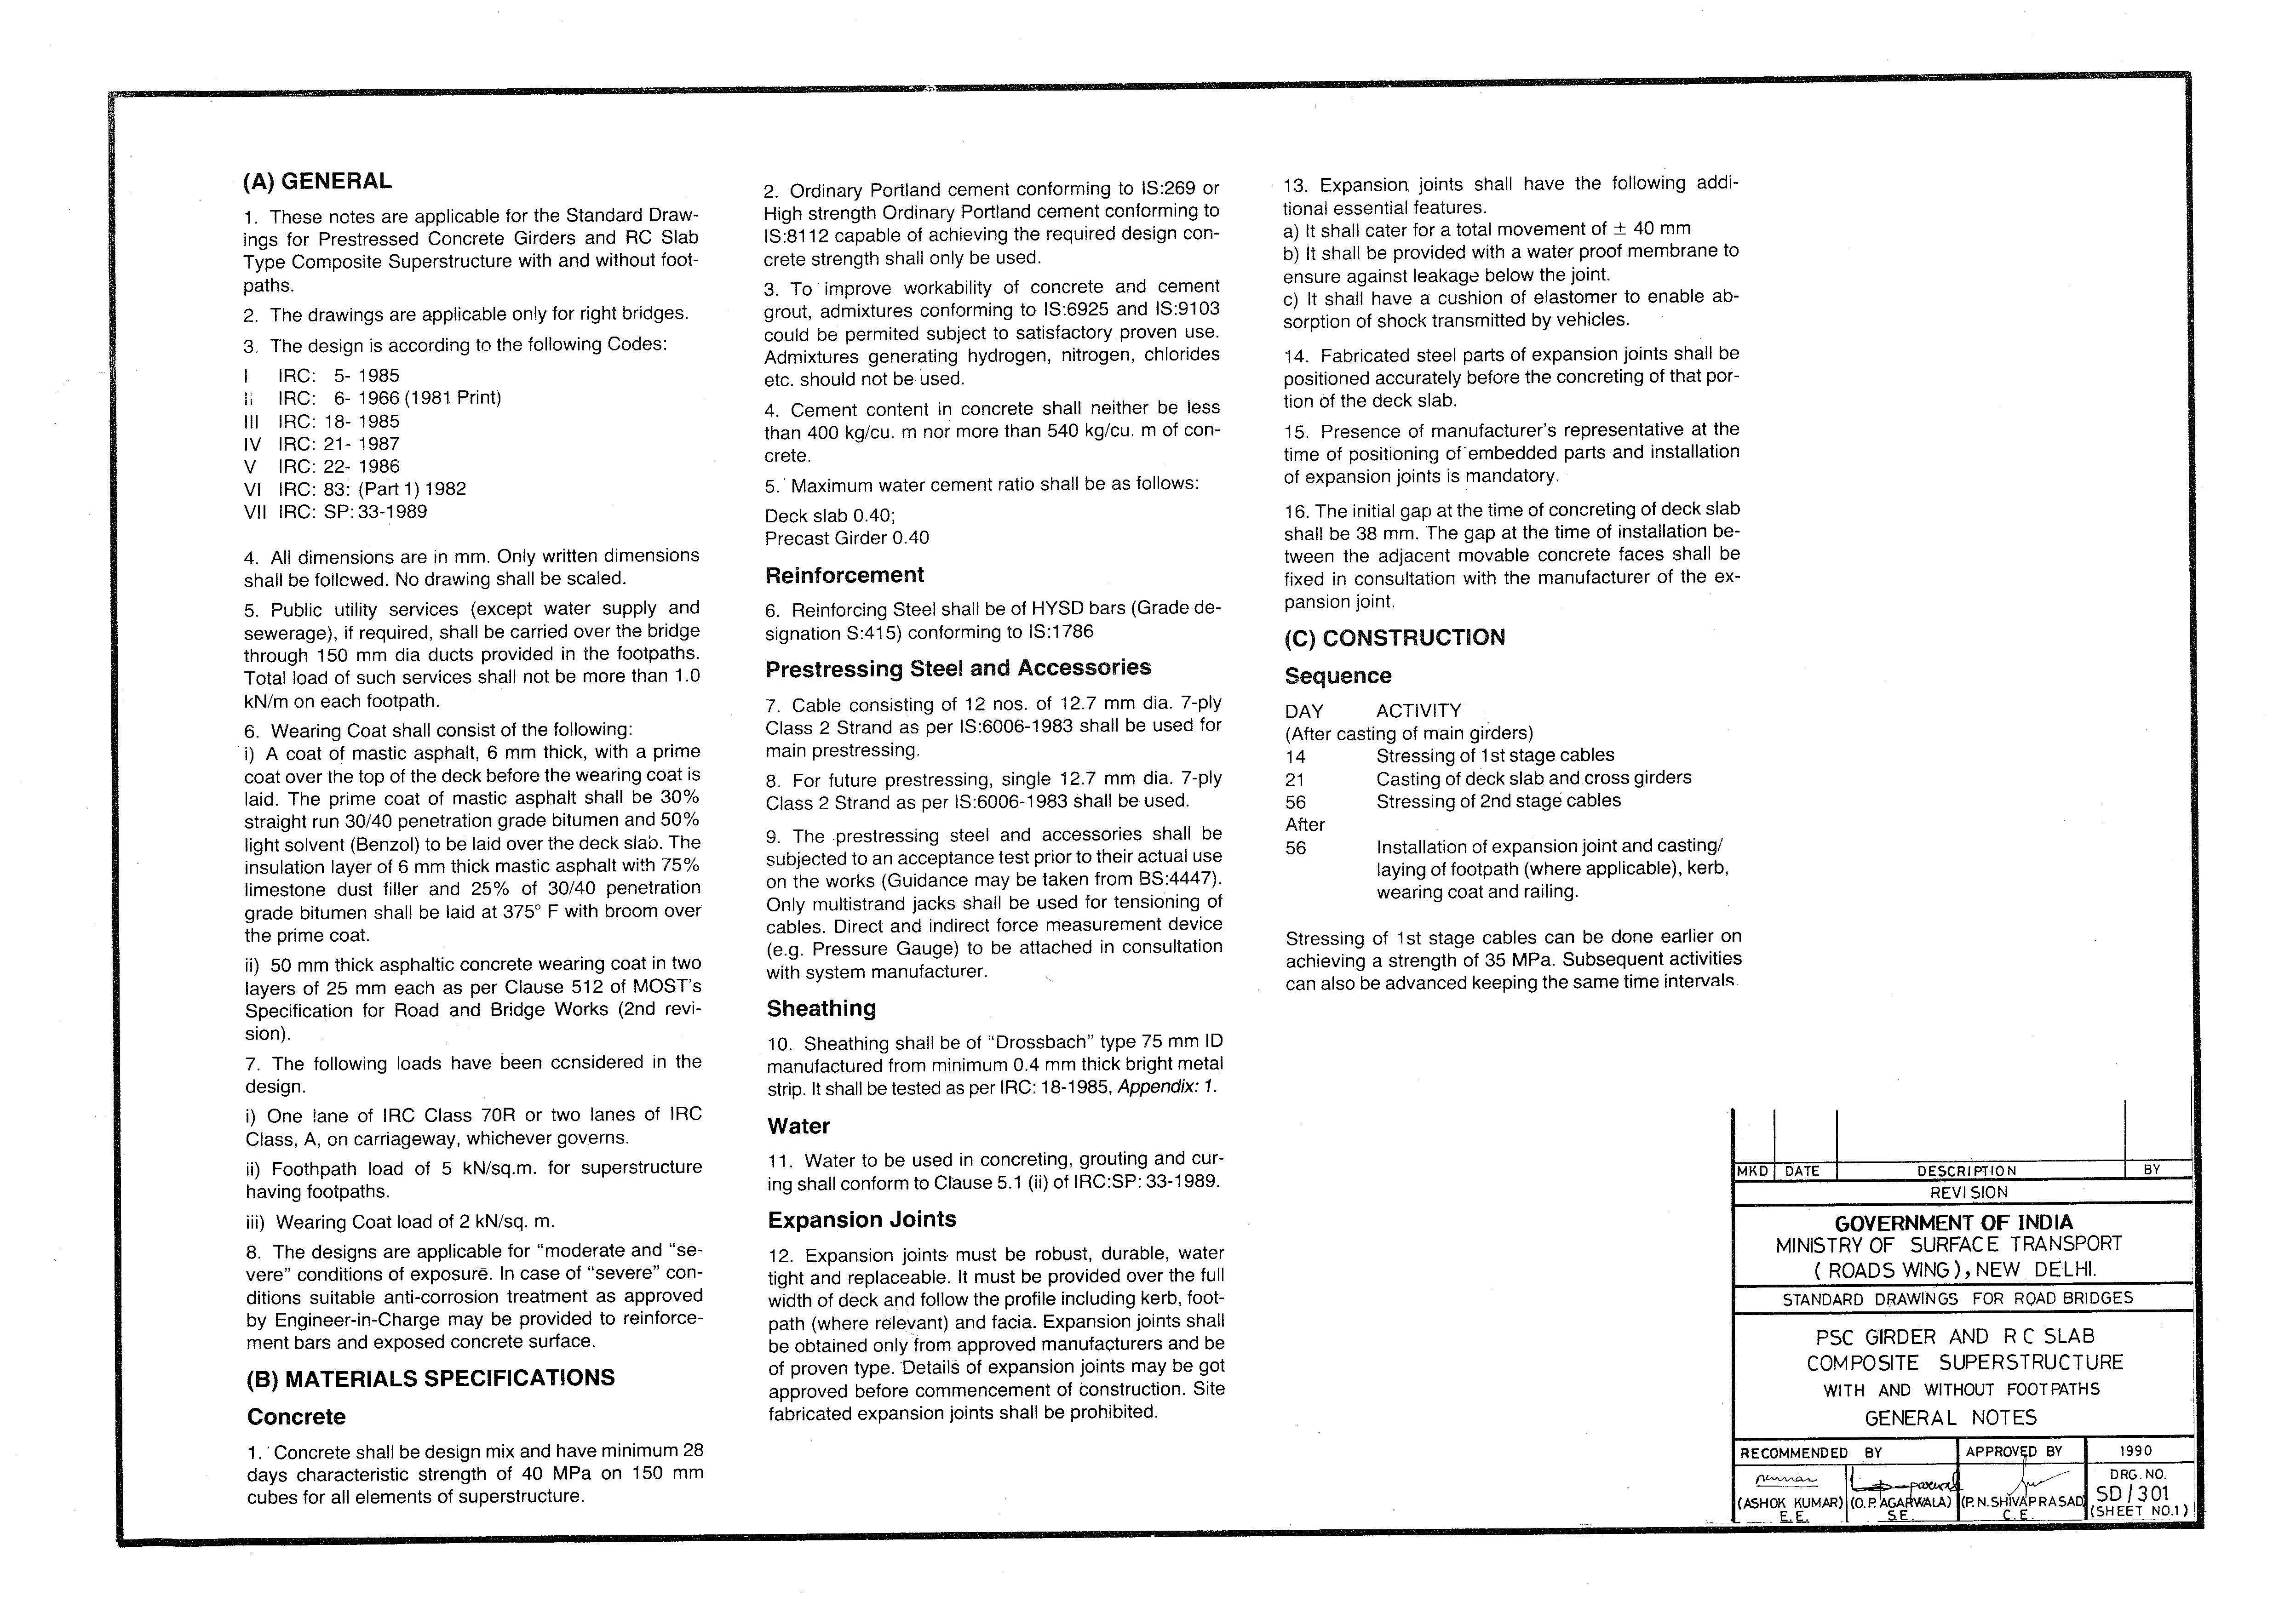 (A) GENERAL
1. These notes are applicable for the Standard Draw-
ings for Prestressed Concrete Girders and RC Slab
Type Composite Superstructure with and without foot-
paths.
2. The drawings are applicable only for right bridges.
3. The design is according to the following Codes:
I IRC: 5- 1985
ii IRC: 6- 1966 (1981 Print)
III IRC: 18- 1985
IV IRC: 21- 1987
V IRC: 22- 1986
VI IRC: 83: (Part 1) 1982
VII IRC: SP: 33-1989
4. All dimensions are in mm. Only written dimensions
shall be followed. No drawing shall be scaled.
5. Public utility services (except water supply and
sewerage), if required, shall be carried over the bridge
through 150 mm dia ducts provided in the footpaths.
Total load of such services shall not be more than 1.0
kN/m on each footpath.
6. Wearing Coat shall consist of the following:
i) A coat of mastic asphalt, 6 mm thick, with a prime
coat over the top of the deck before the wearing coat is
laid. The prime coat of mastic asphalt shall be 30%
straight run 30/40 penetration grade bitumen and 50%
light solvent (Benzol) to be laid over the deck slab. The
insulation layer of 6 mm thick mastic asphalt with 75%
limestone dust filler and 25% of 30/40 penetration
grade bitumen shall be laid at 375° F with broom over
the prime coat.
ii) 50 mm thick asphaltic concrete wearing coat in two
layers of 25 mm each as per Clause 512 of MOST's
Specification for Road and Bridge Works (2nd revi-
sion).
7. The following loads have been considered in the
design.
i) One lane of IRC Class 70R or two lanes of IRC
Class, A, on carriageway, whichever governs.
ii) Foothpath load of 5 kN/sq.m. for superstructure
having footpaths.
iii) Wearing Coat load of 2 kN/sq. m.
8. The designs are applicable for "moderate and "se-
vere" conditions of exposure. In case of "severe" con-
ditions suitable anti-corrosion treatment as approved
by Engineer-in-Charge may be provided to reinforce-
ment bars and exposed concrete surface.
(B) MATERIALS SPECIFICATIONS
Concrete
1. Concrete shall be design mix and have minimum 28
days characteristic strength of 40 MPa on 150 mm
cubes for all elements of superstructure.
2. Ordinary Portland cement conforming to IS:269 or
High strength Ordinary Portland cement conforming to
IS:8112 capable of achieving the required design con-
crete strength shall only be used.
3. To improve workability of concrete and cement
grout, admixtures conforming to IS:6925 and IS:9103
could be permited subject to satisfactory proven use.
Admixtures generating hydrogen, nitrogen, chlorides
etc. should not be used.
4. Cement content in concrete shall neither be less
than 400 kg/cu. m nor more than 540 kg/cu. m of con-
crete.
5. Maximum water cement ratio shall be as follows:
Deck slab 0.40;
Precast Girder 0.40
Reinforcement
6. Reinforcing Steel shall be of HYSD bars (Grade de-
signation S:415) conforming to IS:1786
Prestressing Steel and Accessories
7. Cable consisting of 12 nos. of 12.7 mm dia. 7-ply
Class 2 Strand as per IS:6006-1983 shall be used for
main prestressing.
8. For future prestressing, single 12.7 mm dia. 7-ply
Class 2 Strand as per IS:6006-1983 shall be used.
9. The prestressing steel and accessories shall be
subjected to an acceptance test prior to their actual use
on the works (Guidance may be taken from BS:4447).
Only multistrand jacks shall be used for tensioning of
cables. Direct and indirect force measurement device
(e.g. Pressure Gauge) to be attached in consultation
with system manufacturer.
Sheathing
10. Sheathing shall be of "Drossbach" type 75 mm ID
manufactured from minimum 0.4 mm thick bright metal
strip. It shall be tested as per IRC: 18-1985, Appendix: 1.
Water
11. Water to be used in concreting, grouting and cur-
ing shall conform to Clause 5.1 (ii) of IRC:SP: 33-1989.
Expansion Joints
12. Expansion joints must be robust, durable, water
tight and replaceable. It must be provided over the full
width of deck and follow the profile including kerb, foot-
path (where relevant) and facia. Expansion joints shall
be obtained only from approved manufacturers and be
of proven type. Details of expansion joints may be got
approved before commencement of construction. Site
fabricated expansion joints shall be prohibited.
13. Expansion joints shall have the following addi-
tional essential features.
a) It shall cater for a total movement of ± 40 mm
b) It shall be provided with a water proof membrane to
ensure against leakage below the joint.
c) It shall have a cushion of elastomer to enable ab-
sorption of shock transmitted by vehicles.
14. Fabricated steel parts of expansion joints shall be
positioned accurately before the concreting of that por-
tion of the deck slab.
15. Presence of manufacturer's representative at the
time of positioning of embedded parts and installation
of expansion joints is mandatory.
16. The initial gap at the time of concreting of deck slab
shall be 38 mm. The gap at the time of installation be-
tween the adjacent movable concrete faces shall be
fixed in consultation with the manufacturer of the ex-
pansion joint.
(C) CONSTRUCTION
Sequence
DAY ACTIVITY
(After casting of main girders)
14 Stressing of 1st stage cables
21 Casting of deck slab and cross girders
56 Stressing of 2nd stage cables
After
56 Installation of expansion joint and casting/
laying of footpath (where applicable), kerb,
wearing coat and railing.
Stressing of 1st stage cables can be done earlier on
achieving a strength of 35 MPa. Subsequent activities
can also be advanced keeping the same time intervals.
MKD DATE DESCRIPTION BY
REVISION
GOVERNMENT OF INDIA
MINISTRY OF SURFACE TRANSPORT
(ROADS WING), NEW DELHI.
STANDARD DRAWINGS FOR ROAD BRIDGES
PSC GIRDER AND R C SLAB
COMPOSITE SUPERSTRUCTURE
WITH AND WITHOUT FOOTPATHS
GENERAL NOTES
RECOMMENDED BY APPROVED BY 1990
(ASHOK KUMAR) (O.P. AGARWALA) (P.N. SHIVAPRASAD)
E.E. S.E. C.E.
DRG. NO.
SD/301
(SHEET NO.1)